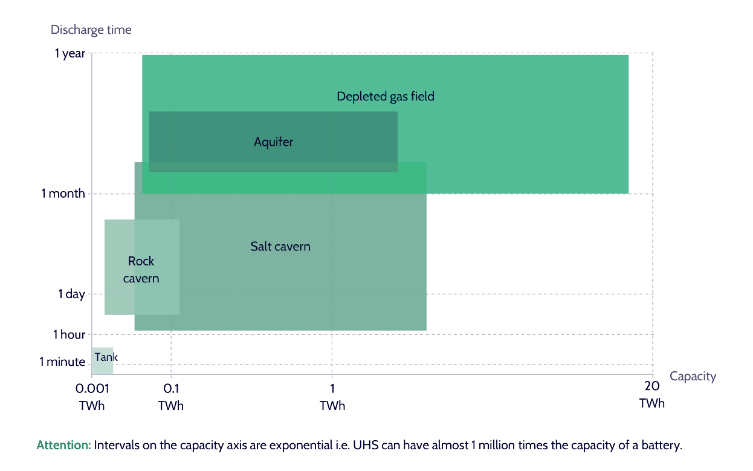 Discharge time
1 year
Depleted gas field
Aquifer
1 month
Salt cavern
Rock
cavern
1 day
1 hour
1 minute
Tank
Capacity
0.001
TWh
0.1
TWh
1
TWh
20
TWh
Attention: Intervals on the capacity axis are exponential i.e. UHS can have almost 1 million times the capacity of a battery.